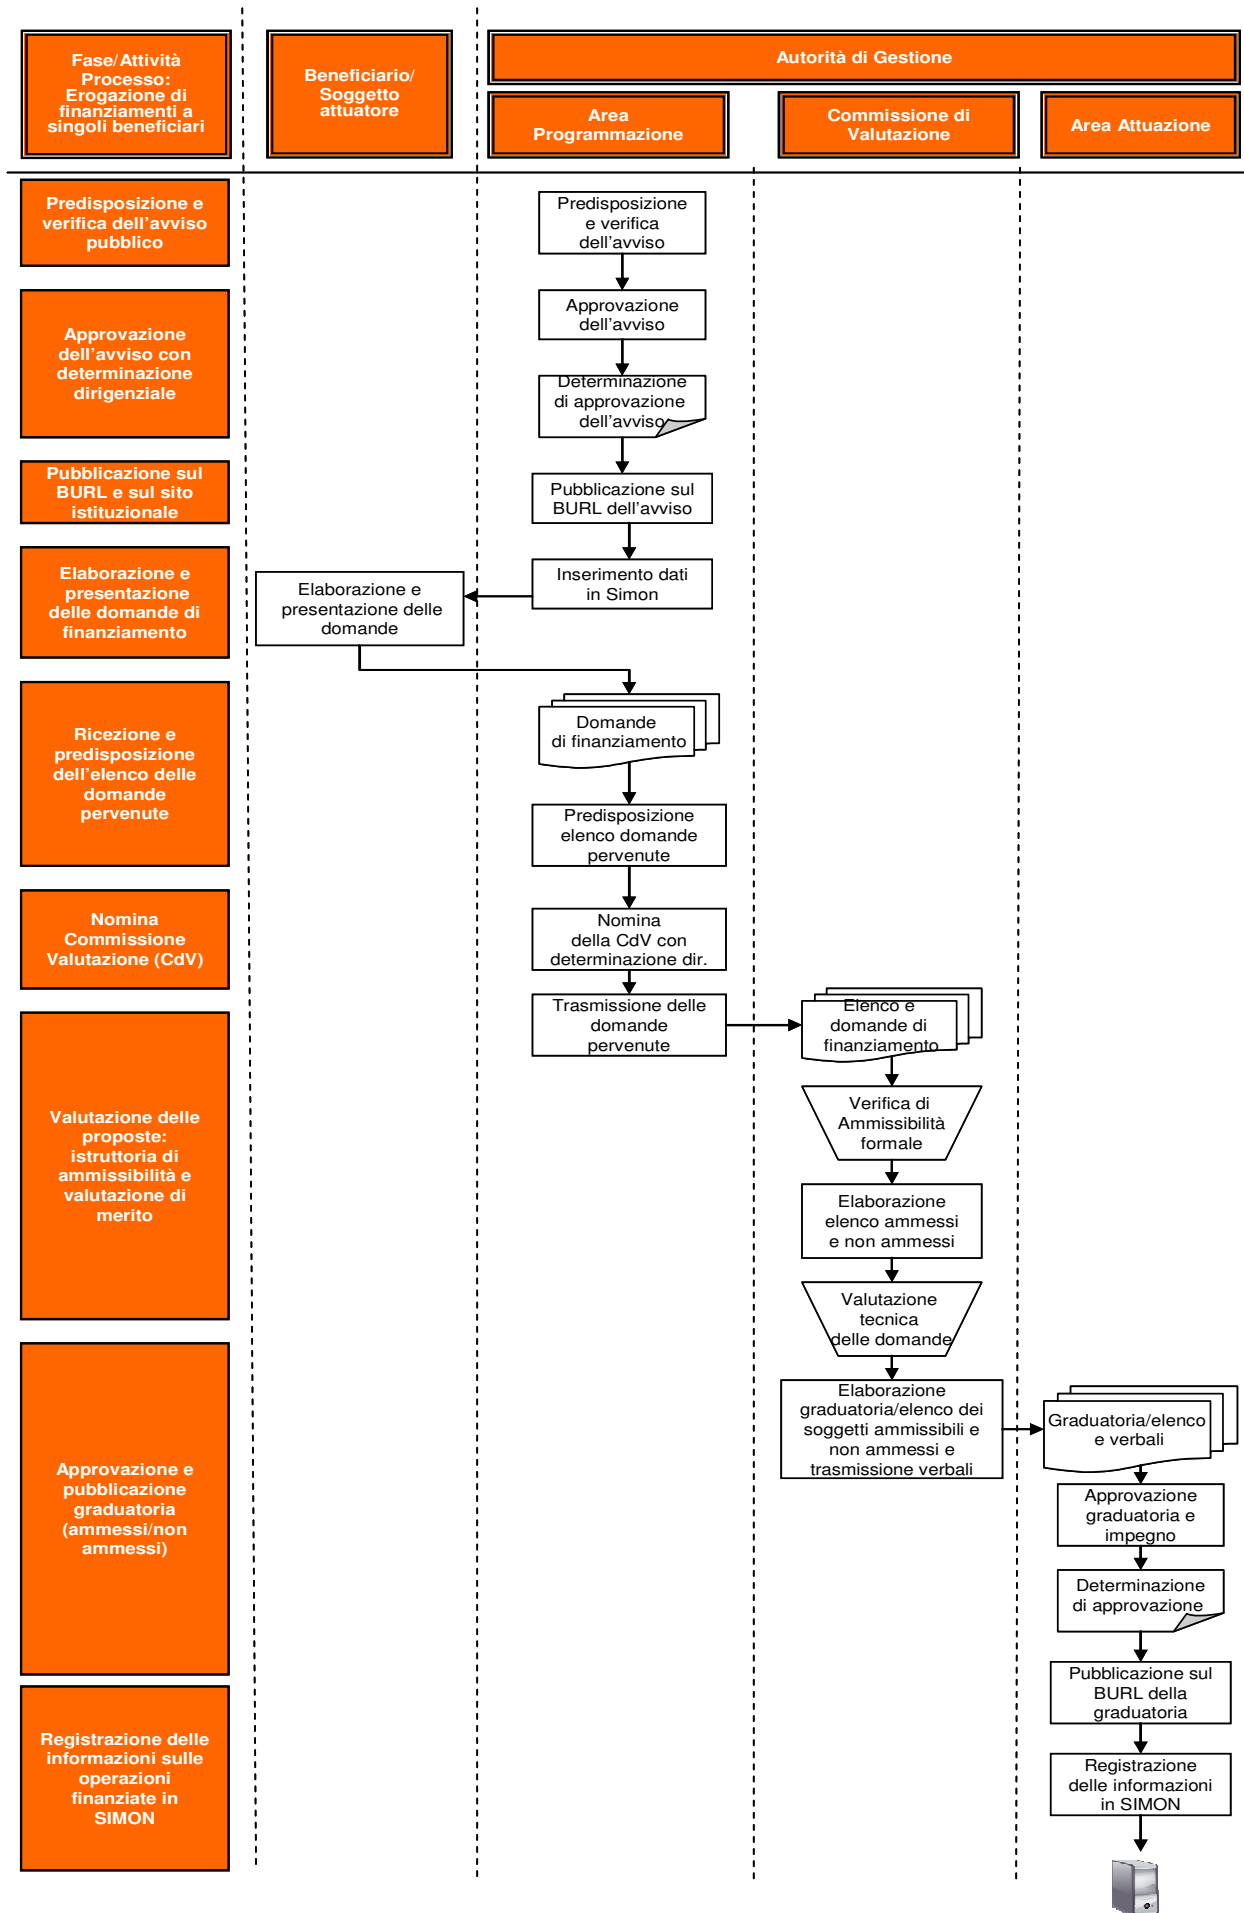 Fase/Attività
Processo:
Erogazione di
finanziamenti a
singoli beneficiari
Beneficiario/
Soggetto
attuatore
Autorità di Gestione
Area
Programmazione
Commissione di
Valutazione
Area Attuazione
Predisposizione e
verifica dell'avviso
pubblico
Predisposizione
e verifica
dell'avviso
Approvazione
dell'avviso con
determinazione
dirigenziale
Approvazione
dell'avviso
Determinazione
di approvazione
dell'avviso
Pubblicazione sul
BURL e sul sito
istituzionale
Pubblicazione sul
BURL dell'avviso
Elaborazione e
presentazione
delle domande di
finanziamento
Elaborazione e
presentazione delle
domande
Inserimento dati
in Simon
Ricezione e
predisposizione
dell'elenco delle
domande
pervenute
Domande
di finanziamento
Predisposizione
elenco domande
pervenute
Nomina
Commissione
Valutazione (CdV)
Nomina
della CdV con
determinazione dir.
Trasmissione delle
domande
pervenute
Elenco e
domande di
finanziamento
Valutazione delle
proposte:
istruttoria di
ammissibilità e
valutazione di
merito
Verifica di
Ammissibilità
formale
Elaborazione
elenco ammessi
e non ammessi
Valutazione
tecnica
delle domande
Approvazione e
pubblicazione
graduatoria
(ammessi/non
ammessi)
Elaborazione
graduatoria/elenco dei
soggetti ammissibili e
non ammessi e
trasmissione verbali
Graduatoria/elenco
e verbali
Approvazione
graduatoria e
impegno
Determinazione
di approvazione
Pubblicazione sul
BURL della
graduatoria
Registrazione delle
informazioni sulle
operazioni
finanziate in
SIMON
Registrazione
delle informazioni
in SIMON